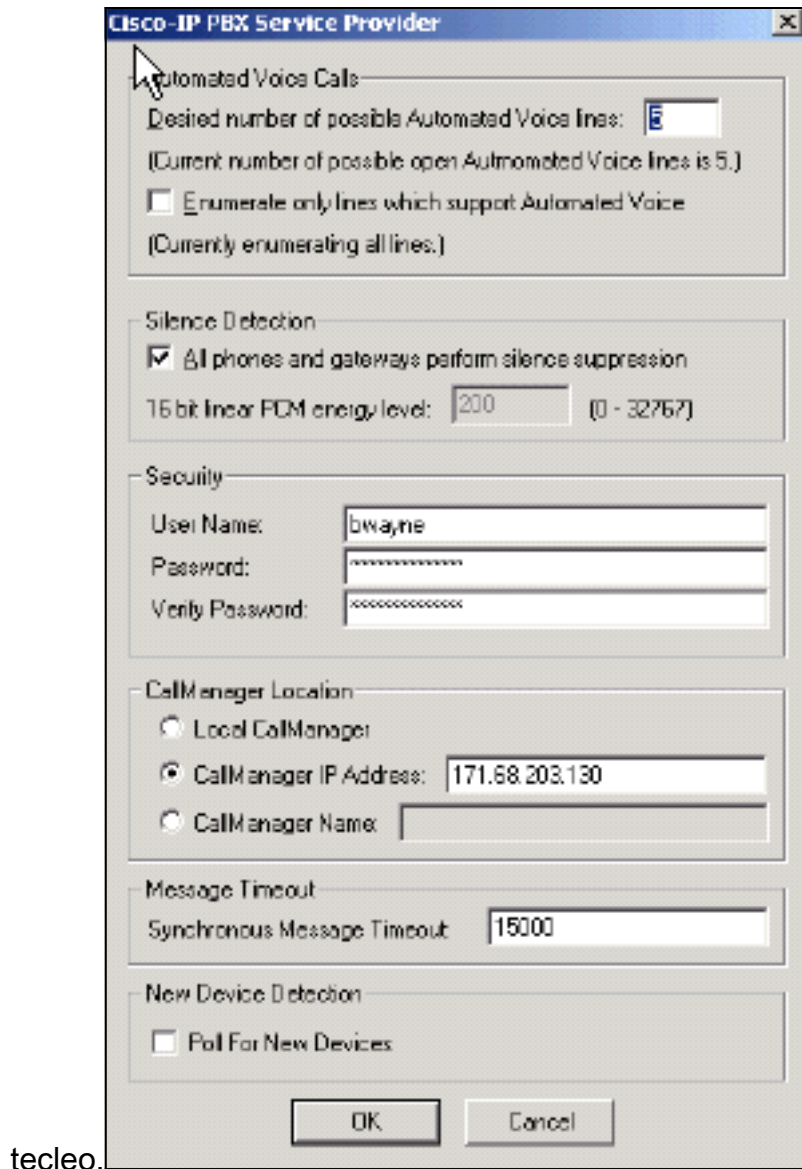 Cisco-IP PBX Service Provider
Automated Voice Calls
Desired number of possible Automated Voice lines: 5
(Current number of possible open Autmomated Voice lines is 5.)
Enumerate only lines which support Automated Voice
(Currently enumerating all lines.)
Silence Detection
All phones and gateways perform silence suppression
16 bit linear PCM energy level: 200 (0 - 32767)
Security
User Name: bwayne
Password: **************
Verify Password: **************
CallManager Location
Local CallManager
CallManager IP Address: 171.68.203.130
CallManager Name:
Message Timeout
Synchronous Message Timeout 15000
New Device Detection
Poll For New Devices
OK Cancel
tecleo.